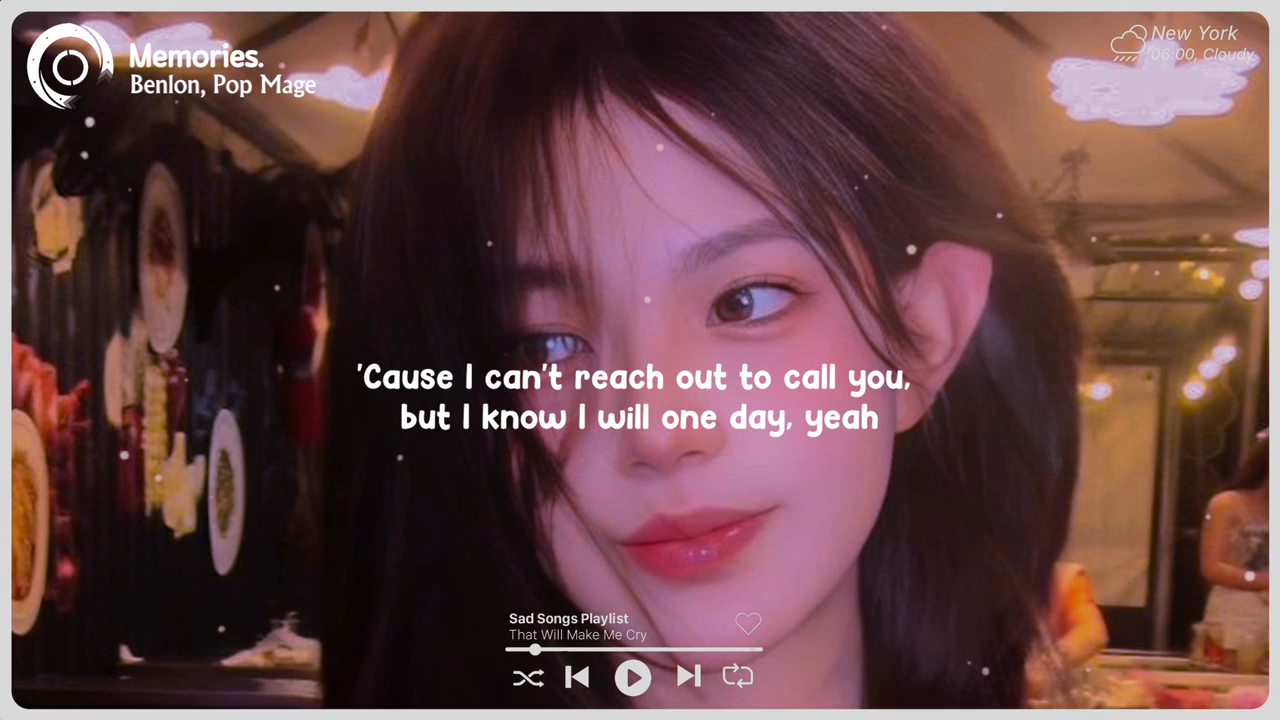 Memories.
Benlon, Pop Mage
New York
06:00, Cloudy
'Cause I can't reach out to call you,
but I know I will one day, yeah
Sad Songs Playlist
That Will Make Me Cry